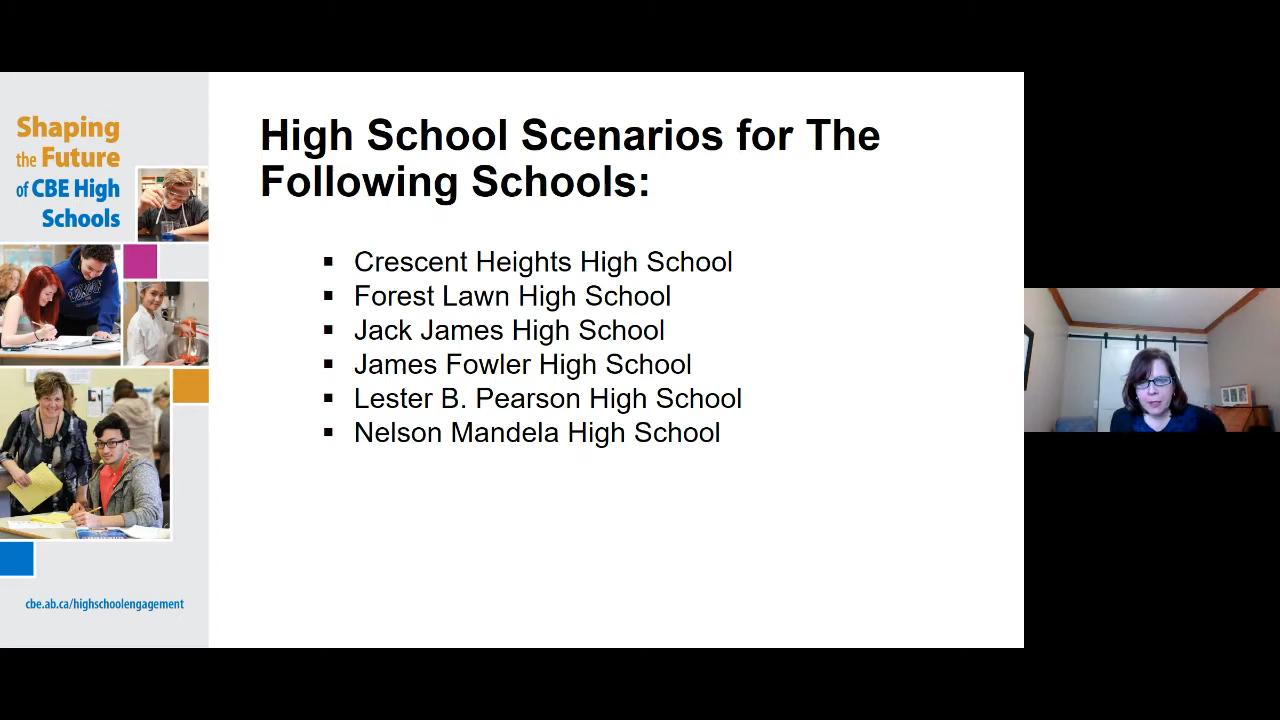 Shaping
the Future
of CBE High
Schools
High School Scenarios for The
Following Schools:
▪ Crescent Heights High School
▪ Forest Lawn High School
▪ Jack James High School
▪ James Fowler High School
▪ Lester B. Pearson High School
▪ Nelson Mandela High School
cbe.ab.ca/highschoolengagement